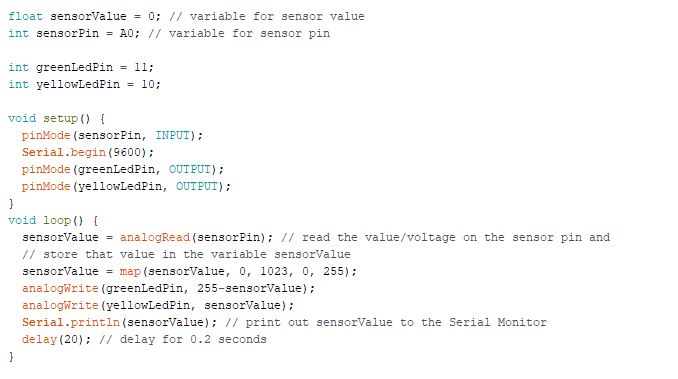 float sensorValue = 0; // variable for sensor value
int sensorPin = A0; // variable for sensor pin

int greenLedPin = 11;
int yellowLedPin = 10;

void setup() {
  pinMode(sensorPin, INPUT);
  Serial.begin(9600);
  pinMode(greenLedPin, OUTPUT);
  pinMode(yellowLedPin, OUTPUT);
}
void loop() {
  sensorValue = analogRead(sensorPin); // read the value/voltage on the sensor pin and
  // store that value in the variable sensorValue
  sensorValue = map(sensorValue, 0, 1023, 0, 255);
  analogWrite(greenLedPin, 255-sensorValue);
  analogWrite(yellowLedPin, sensorValue);
  Serial.println(sensorValue); // print out sensorValue to the Serial Monitor
  delay(20); // delay for 0.2 seconds
}